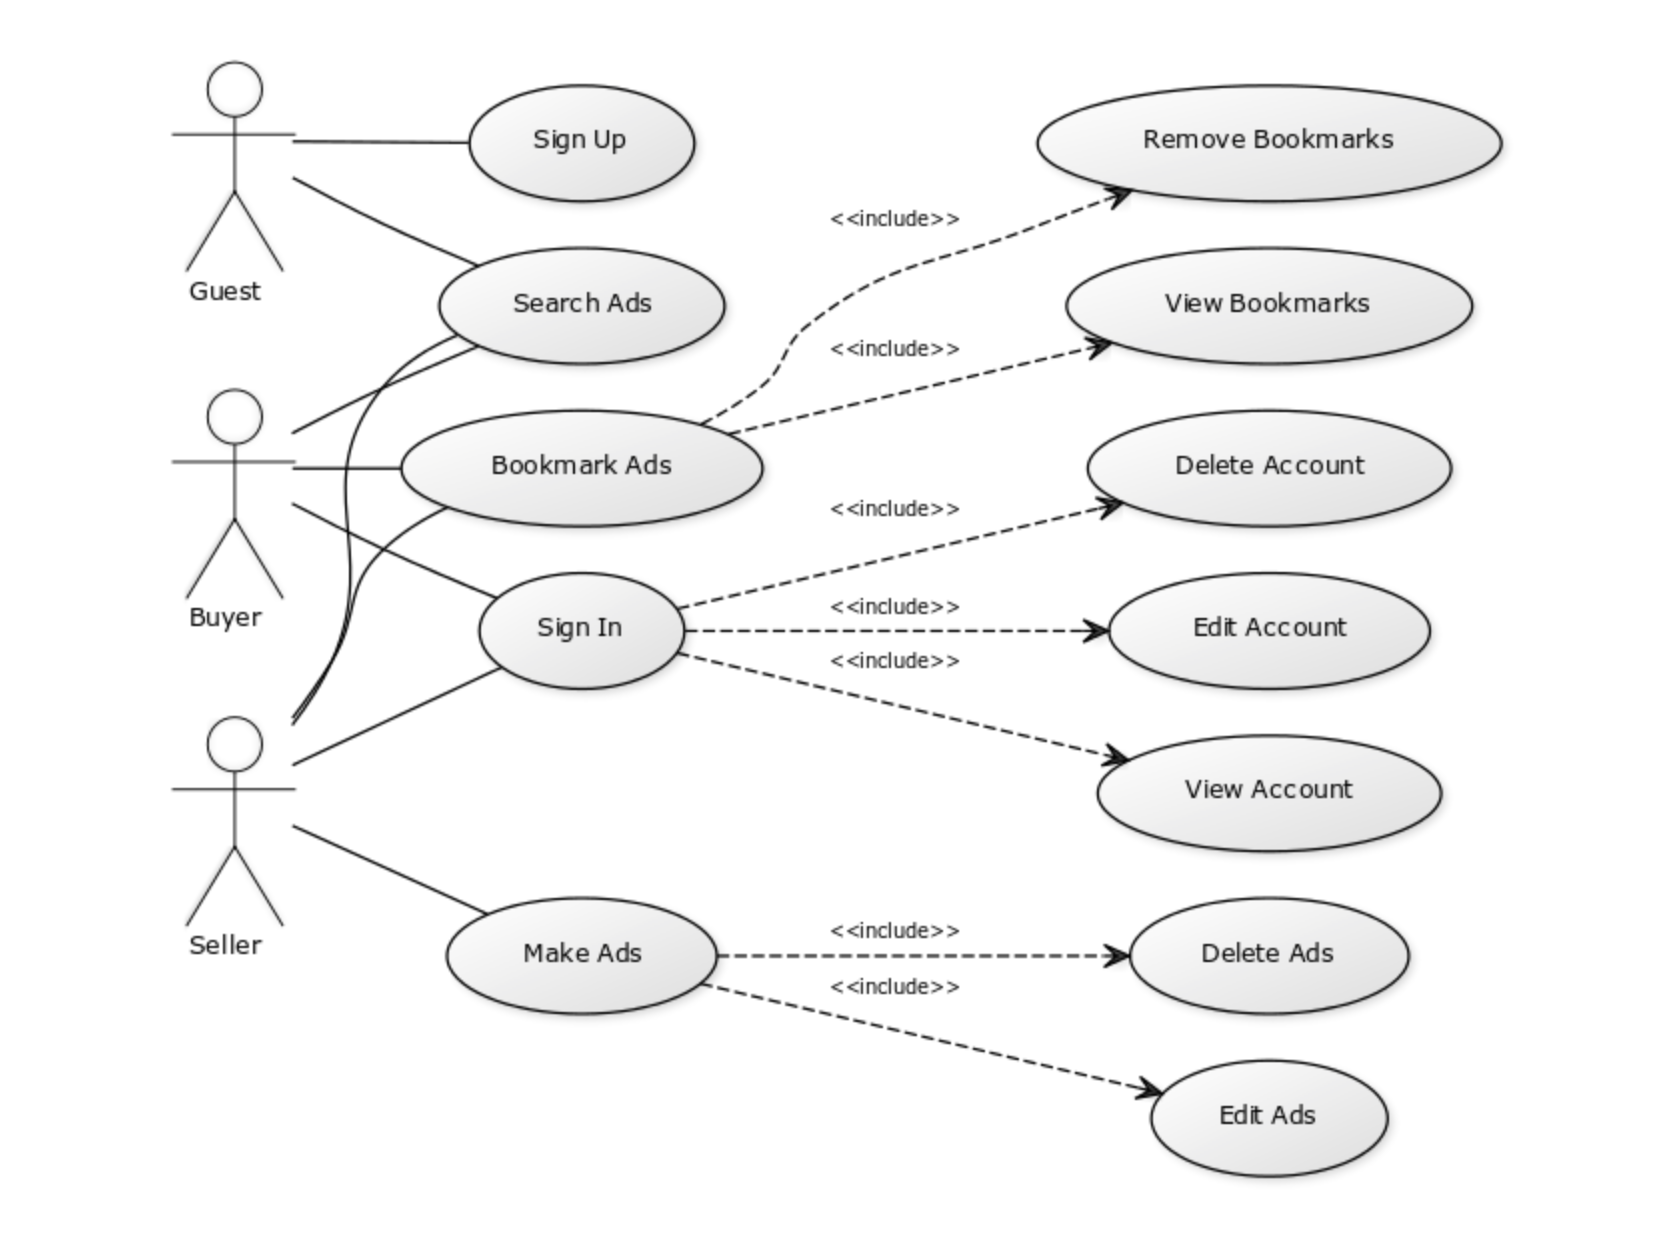 Sign Up
Remove Bookmarks
<<include>>
Guest
Search Ads
View Bookmarks
<<include>>
Bookmark Ads
Delete Account
<<include>>
Buyer
<<include>>
Sign In
Edit Account
<<include>>
View Account
Seller
<<include>>
Make Ads
Delete Ads
<<include>>
Edit Ads